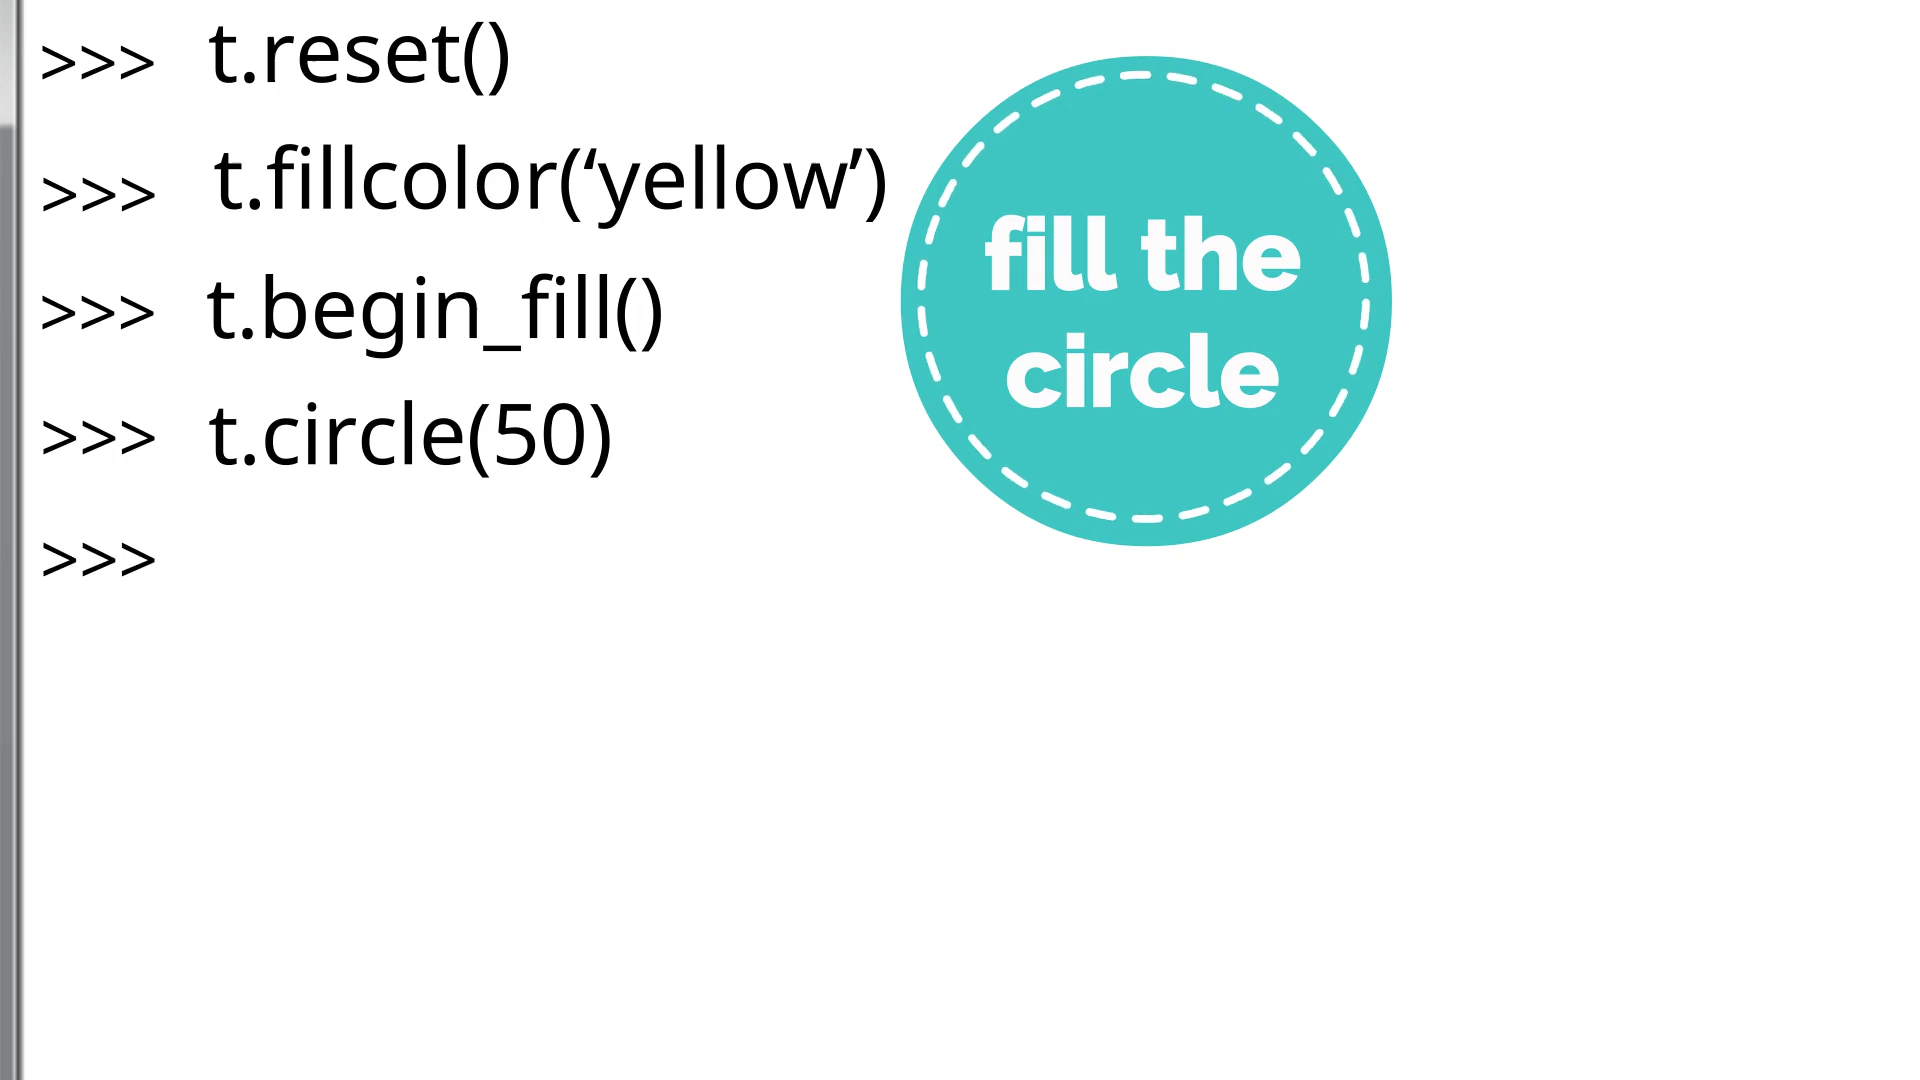 >>> t.reset()
>>> t.fillcolor(‘yellow’)
>>> t.begin_fill()
>>> t.circle(50)
>>>
fill the
circle